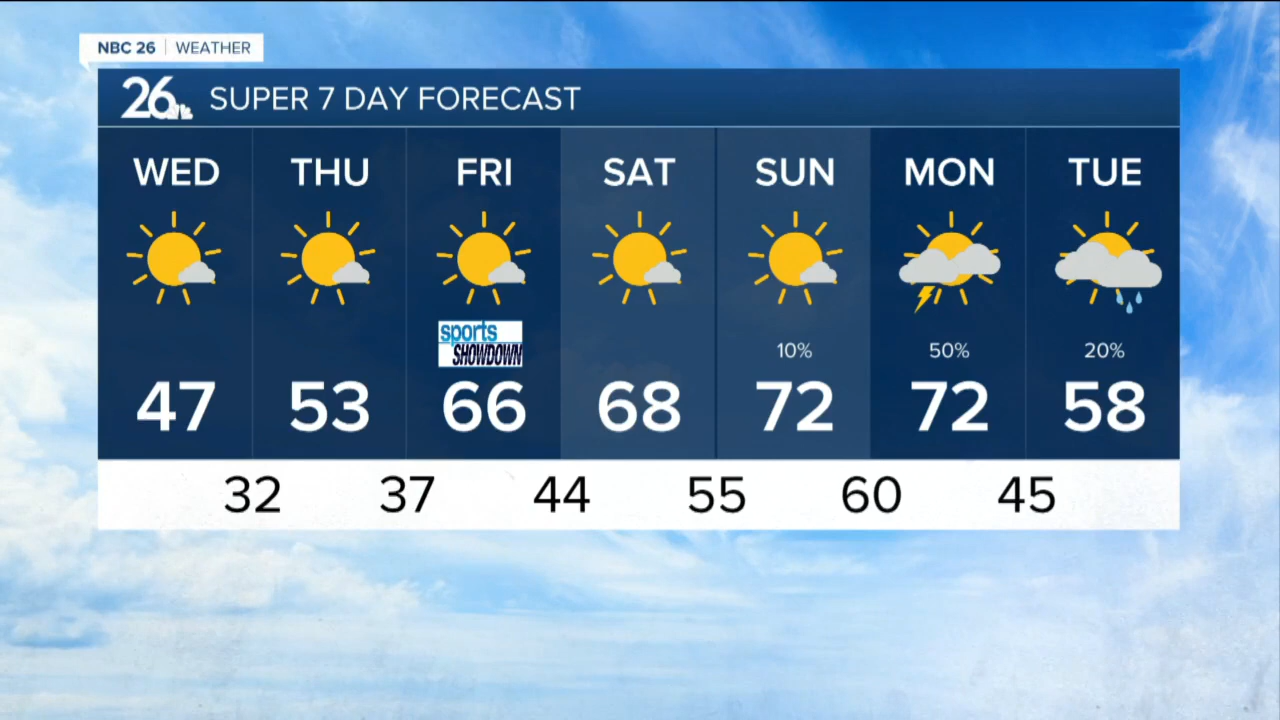 NBC 26 | WEATHER
26 SUPER 7 DAY FORECAST
WED THU FRI SAT SUN MON TUE
sports
SHOWDOWN
10% 50% 20%
47 53 66 68 72 72 58
32 37 44 55 60 45